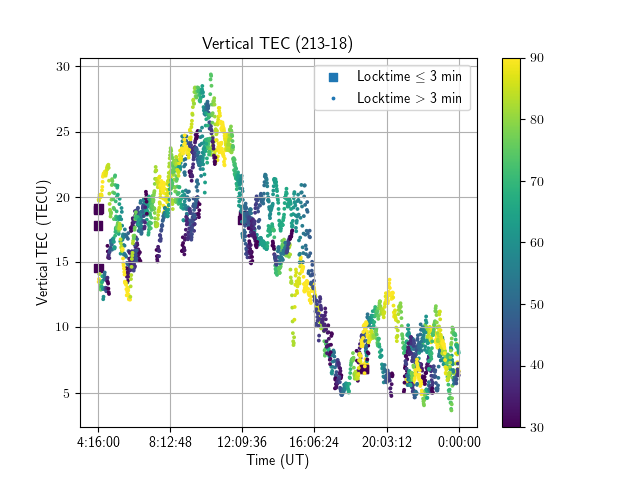 Vertical TEC (213-18)
Locktime ≤ 3 min
Locktime > 3 min
Vertical TEC (TECU)
30
25
20
15
10
5
4:16:00 8:12:48 12:09:36 16:06:24 20:03:12 0:00:00
Time (UT)
90
80
70
60
50
40
30